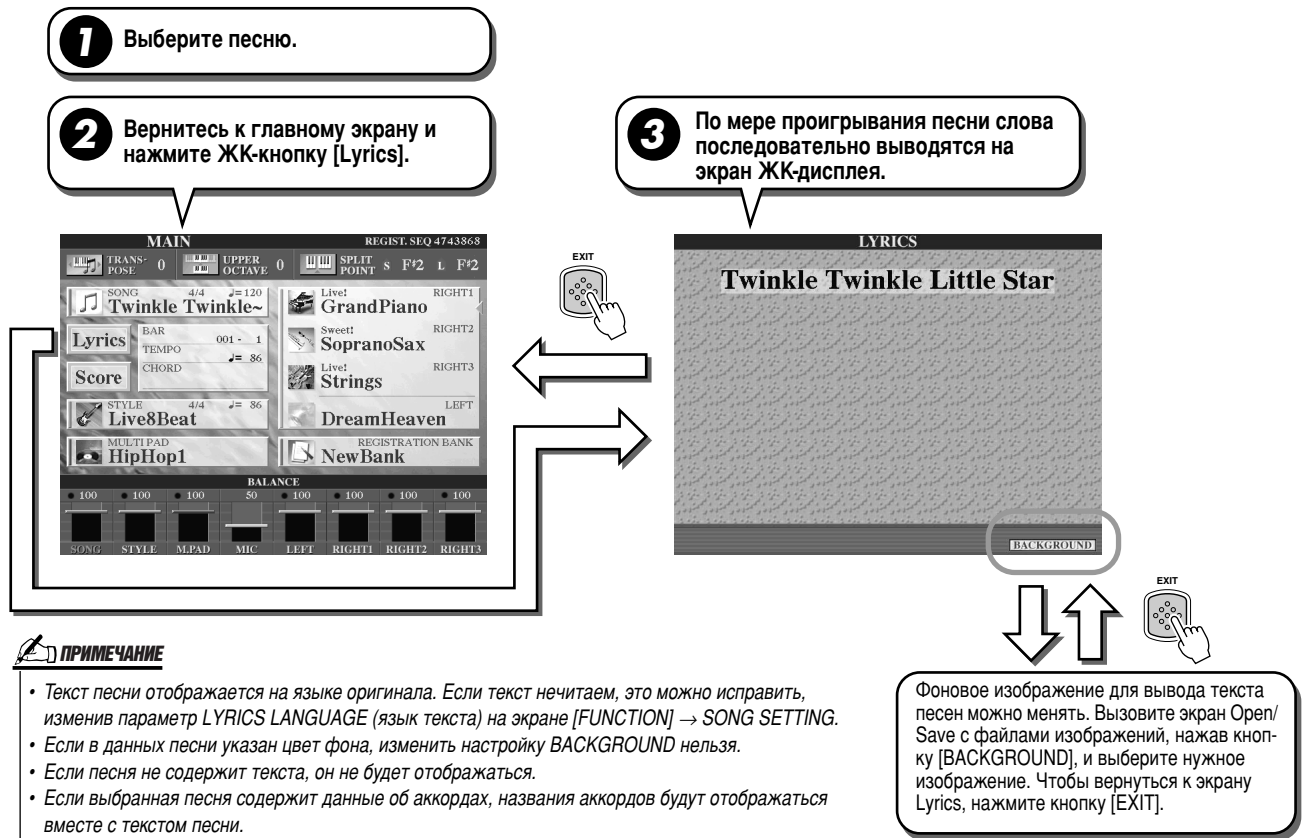 1 Выберите песню.
2 Вернитесь к главному экрану и
нажмите ЖК-кнопку [Lyrics].
3 По мере проигрывания песни слова
последовательно выводятся на
экран ЖК-дисплея.
MAIN REGIST. SEQ 4743868
TRANS-
POSE 0 UPPER
OCTAVE 0 SPLIT
POINT S F#2 L F#2
SONG 4/4 ♩=120
Twinkle Twinkle~
Lyrics
BAR 001 - 1
TEMPO ♩= 86
CHORD
Score
STYLE 4/4 ♩= 86
Live8Beat
MULTI PAD
HipHop1
Live! RIGHT1
GrandPiano
Sweet! RIGHT2
SopranoSax
Live! RIGHT3
Strings
LEFT
DreamHeaven
REGISTRATION BANK
NewBank
BALANCE
100 100 100 50 100 100 100 100
SONG STYLE M.PAD MIC LEFT RIGHT1 RIGHT2 RIGHT3
EXIT
LYRICS
Twinkle Twinkle Little Star
BACKGROUND
EXIT
ПРИМЕЧАНИЕ
• Текст песни отображается на языке оригинала. Если текст нечитаем, это можно исправить,
изменив параметр LYRICS LANGUAGE (язык текста) на экране [FUNCTION] → SONG SETTING.
• Если в данных песни указан цвет фона, изменить настройку BACKGROUND нельзя.
• Если песня не содержит текста, он не будет отображаться.
• Если выбранная песня содержит данные об аккордах, названия аккордов будут отображаться
вместе с текстом песни.
Фоновое изображение для вывода текста
песен можно менять. Вызовите экран Open/
Save с файлами изображений, нажав кноп-
ку [BACKGROUND], и выберите нужное
изображение. Чтобы вернуться к экрану
Lyrics, нажмите кнопку [EXIT].